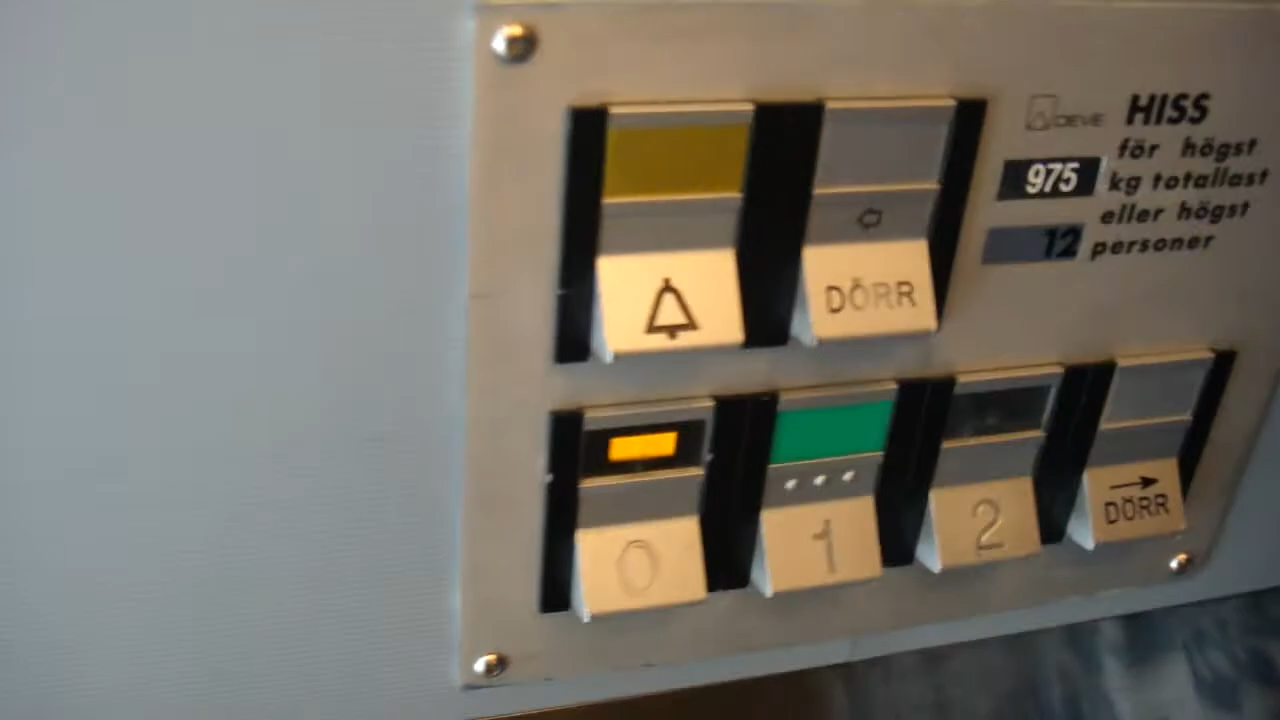 DEVE HISS
för högst
975 kg totallast
eller högst
12 personer
DÖRR
0
1
2
DÖRR